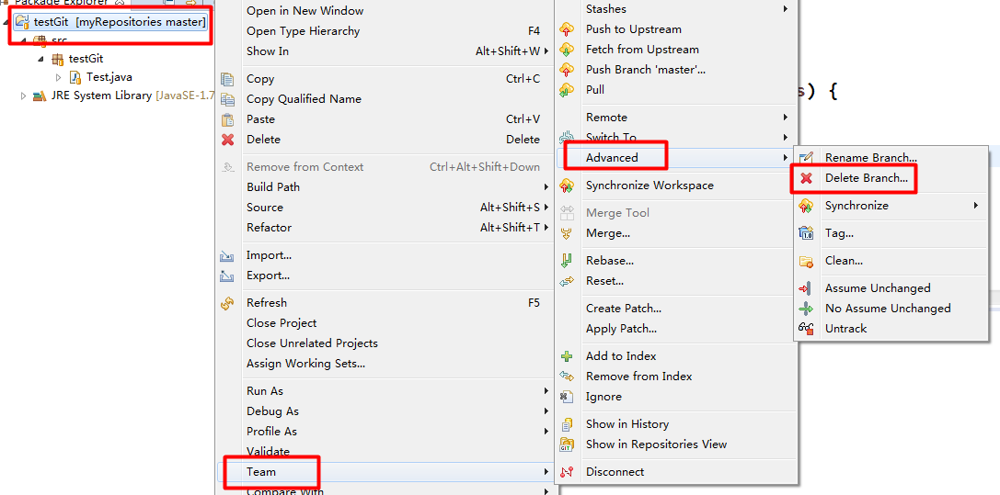 Package Explorer
testGit [myRepositories master]
src
testGit
Test.java
JRE System Library [JavaSE-1.7
Open in New Window
Open Type Hierarchy F4
Show In Alt+Shift+W
Copy Ctrl+C
Copy Qualified Name
Paste Ctrl+V
Delete Delete
Remove from Context Ctrl+Alt+Shift+Down
Build Path
Source Alt+Shift+S
Refactor Alt+Shift+T
Import...
Export...
Refresh F5
Close Project
Close Unrelated Projects
Assign Working Sets...
Run As
Debug As
Profile As
Validate
Team
Compare With
Stashes
Push to Upstream
Fetch from Upstream
Push Branch 'master'...
Pull
Remote
Switch To
Advanced
Synchronize Workspace
Merge Tool
Merge...
Rebase...
Reset...
Create Patch...
Apply Patch...
Add to Index
Remove from Index
Ignore
Show in History
Show in Repositories View
Disconnect
s) {
Rename Branch...
Delete Branch...
Synchronize
Tag...
Clean...
Assume Unchanged
No Assume Unchanged
Untrack